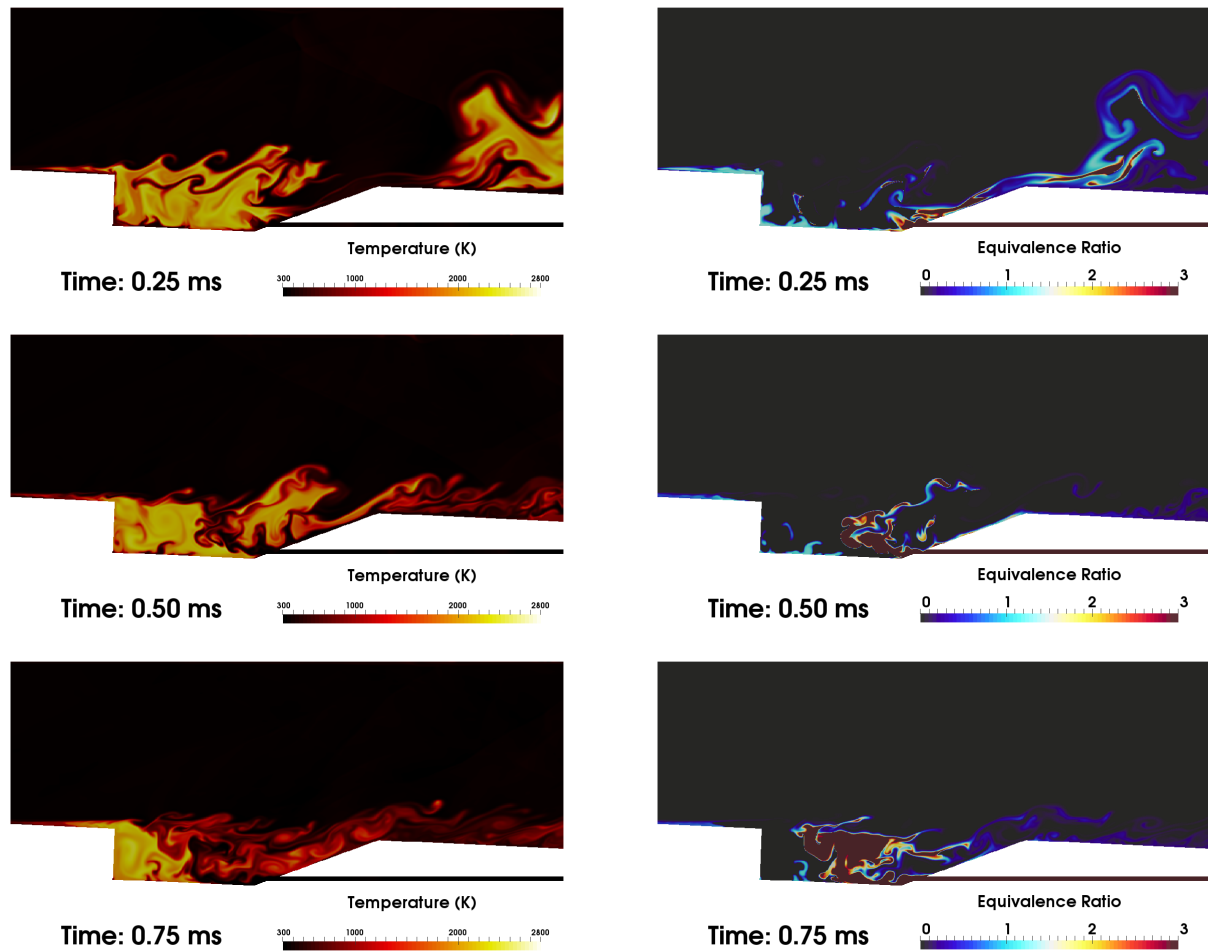 Temperature (K)
Time: 0.25 ms
300 1000 2000 2800
Equivalence Ratio
Time: 0.25 ms
0 1 2 3
Temperature (K)
Time: 0.50 ms
300 1000 2000 2800
Equivalence Ratio
Time: 0.50 ms
0 1 2 3
Temperature (K)
Time: 0.75 ms
300 1000 2000 2800
Equivalence Ratio
Time: 0.75 ms
0 1 2 3